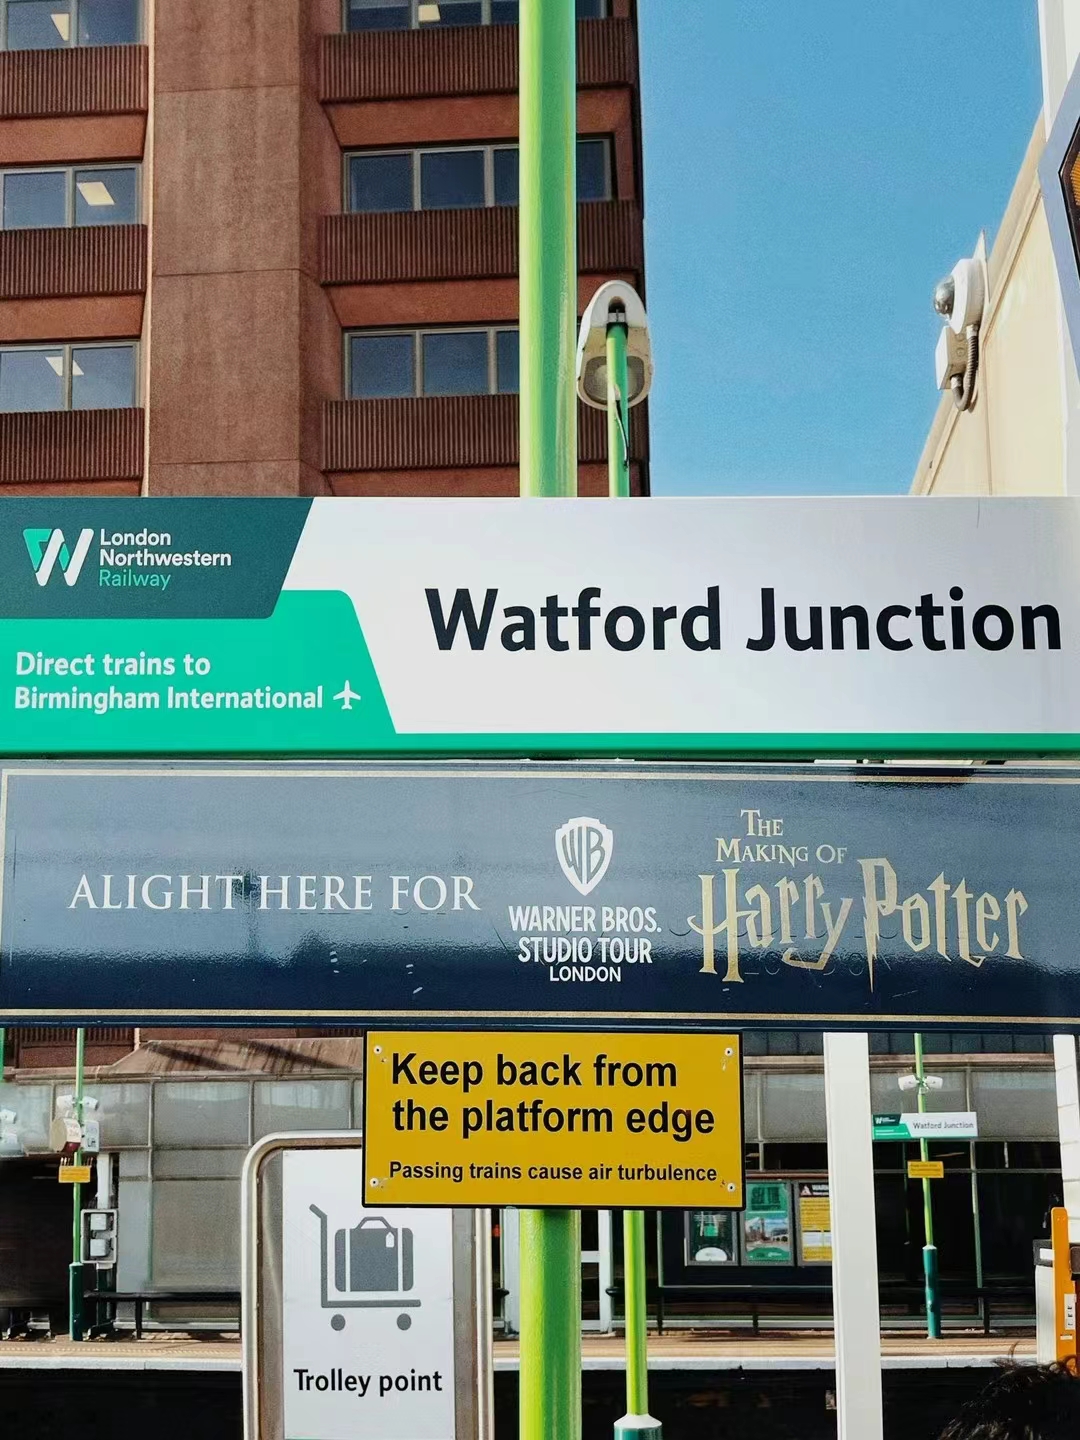 London
Northwestern
Railway
Watford Junction
Direct trains to
Birmingham International
ALIGHT HERE FOR
WB
WARNER BROS.
STUDIO TOUR
LONDON
THE
MAKING OF
Harry Potter
Keep back from
the platform edge
Passing trains cause air turbulence
Watford Junction
Trolley point